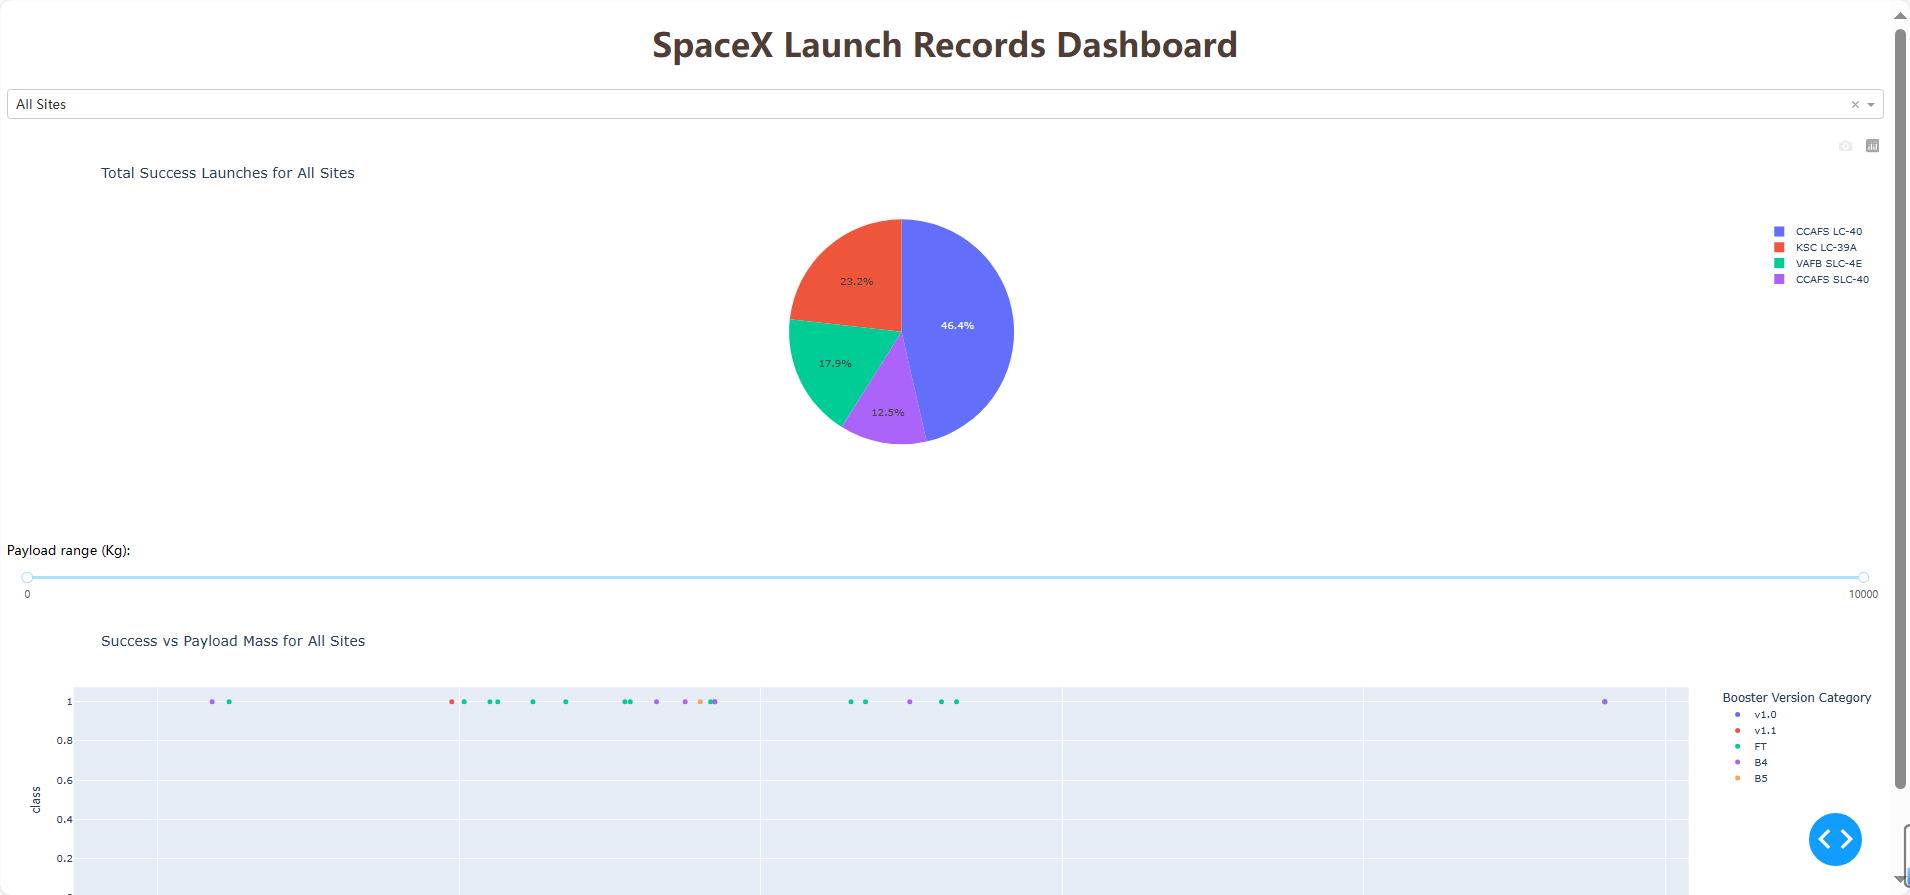 SpaceX Launch Records Dashboard
All Sites
Total Success Launches for All Sites
CCAFS LC-40
KSC LC-39A
VAFB SLC-4E
CCAFS SLC-40
23.2%
46.4%
17.9%
12.5%
Payload range (Kg):
0
10000
Success vs Payload Mass for All Sites
1
0.8
0.6
0.4
0.2
class
Booster Version Category
v1.0
v1.1
FT
B4
B5